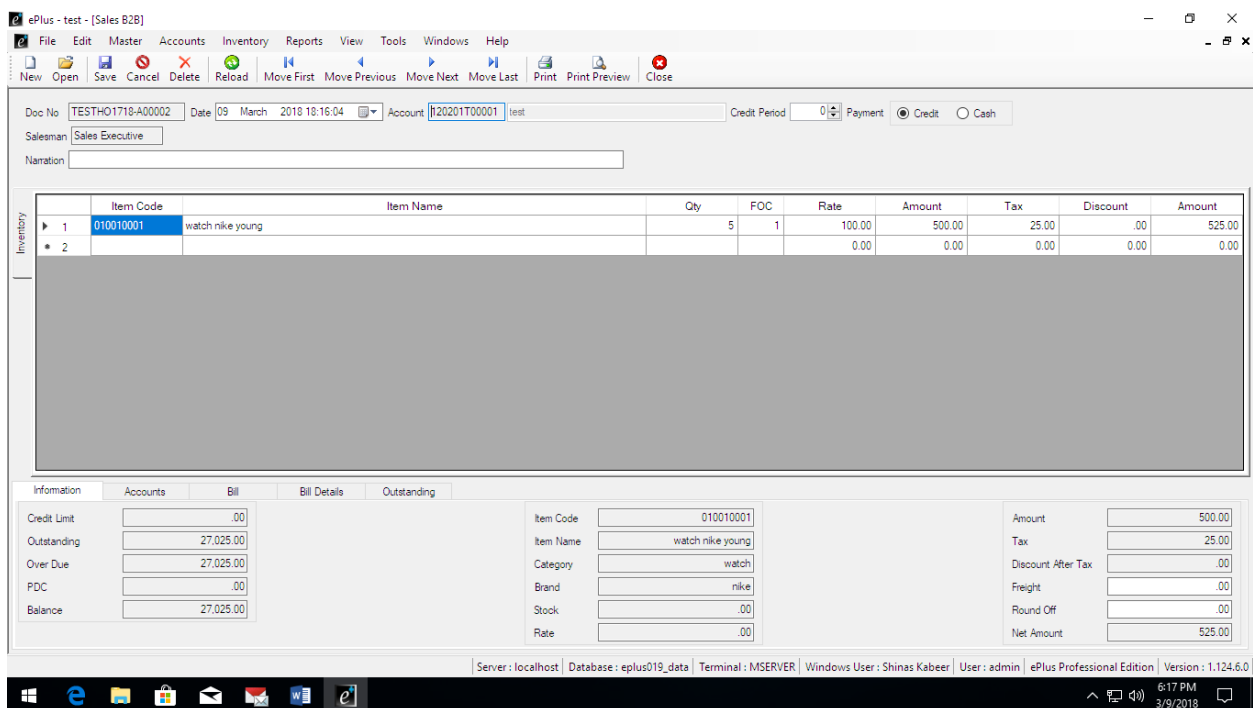 ePlus - test - [Sales B2B]
File Edit Master Accounts Inventory Reports View Tools Windows Help
New Open Save Cancel Delete Reload Move First Move Previous Move Next Move Last Print Print Preview Close
Doc No TESTHO1718-A00002 Date 09 March 2018 18:16:04 Account 120201T00001 test Credit Period 0 Payment Credit Cash
Salesman Sales Executive
Narration
Inventory
Item Code Item Name Qty FOC Rate Amount Tax Discount Amount
1 010010001 watch nike young 5 1 100.00 500.00 25.00 .00 525.00
* 2 0.00 0.00 0.00 0.00 0.00
Information Accounts Bill Bill Details Outstanding
Credit Limit .00 Item Code 010010001 Amount 500.00
Outstanding 27,025.00 Item Name watch nike young Tax 25.00
Over Due 27,025.00 Category watch Discount After Tax .00
PDC .00 Brand nike Freight .00
Balance 27,025.00 Stock .00 Round Off .00
Rate .00 Net Amount 525.00
Server : localhost Database : eplus019_data Terminal : MSERVER Windows User : Shinas Kabeer User : admin ePlus Professional Edition Version : 1.124.6.0
6:17 PM
3/9/2018